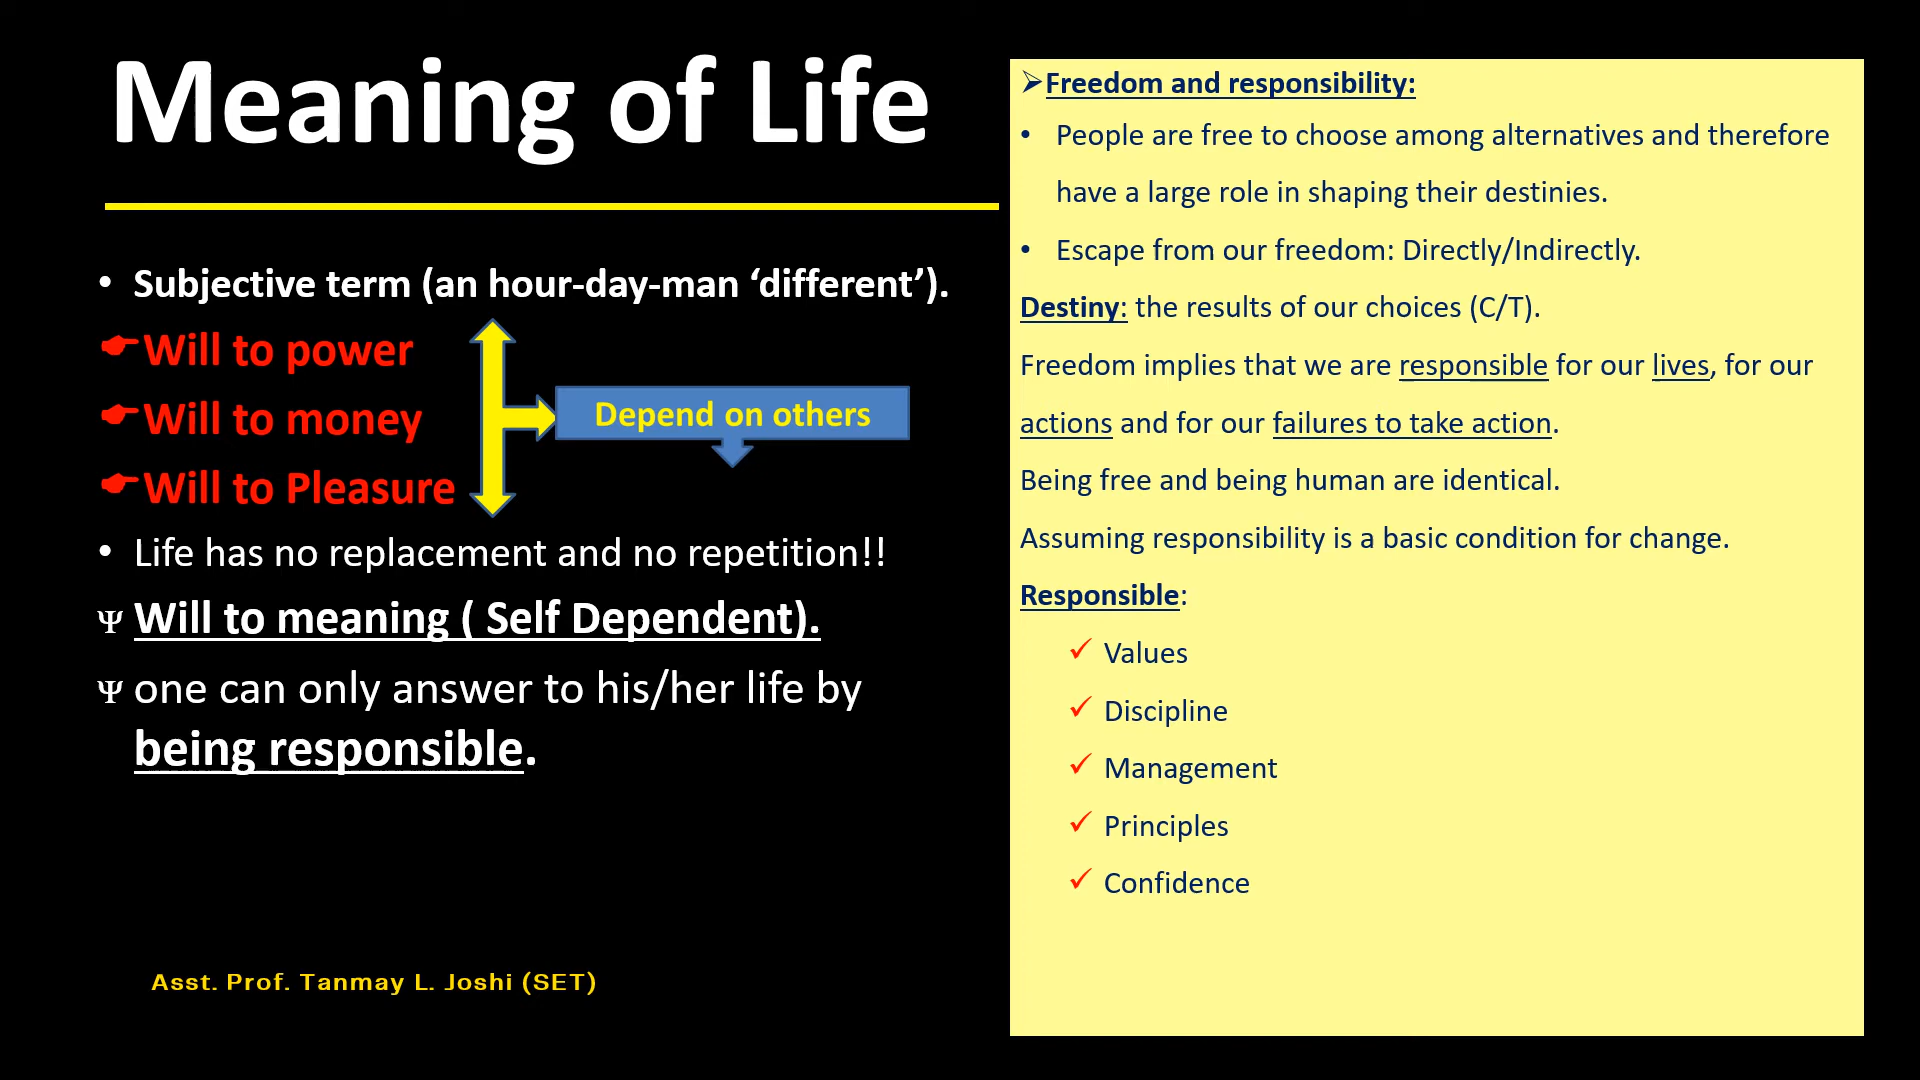 Meaning of Life
• Subjective term (an hour-day-man ‘different’).
Will to power
Will to money
Will to Pleasure
Depend on others
• Life has no replacement and no repetition!!
Ψ Will to meaning ( Self Dependent).
Ψ one can only answer to his/her life by
being responsible.
Asst. Prof. Tanmay L. Joshi (SET)
➢Freedom and responsibility:
• People are free to choose among alternatives and therefore
have a large role in shaping their destinies.
• Escape from our freedom: Directly/Indirectly.
Destiny: the results of our choices (C/T).
Freedom implies that we are responsible for our lives, for our
actions and for our failures to take action.
Being free and being human are identical.
Assuming responsibility is a basic condition for change.
Responsible:
✓ Values
✓ Discipline
✓ Management
✓ Principles
✓ Confidence